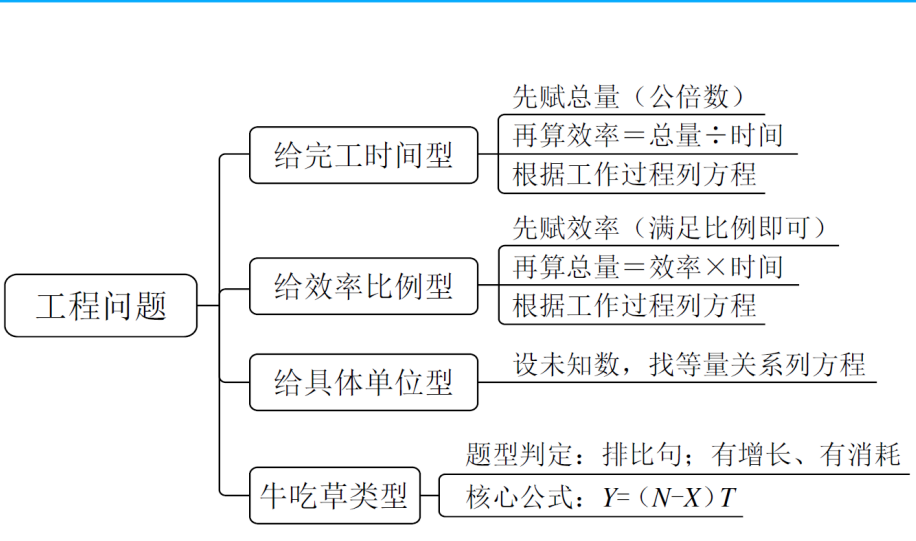 工程问题
给完工时间型
先赋总量（公倍数）
再算效率＝总量÷时间
根据工作过程列方程
给效率比例型
先赋效率（满足比例即可）
再算总量＝效率×时间
根据工作过程列方程
给具体单位型
设未知数，找等量关系列方程
牛吃草类型
题型判定：排比句；有增长、有消耗
核心公式：Y=（N-X）T